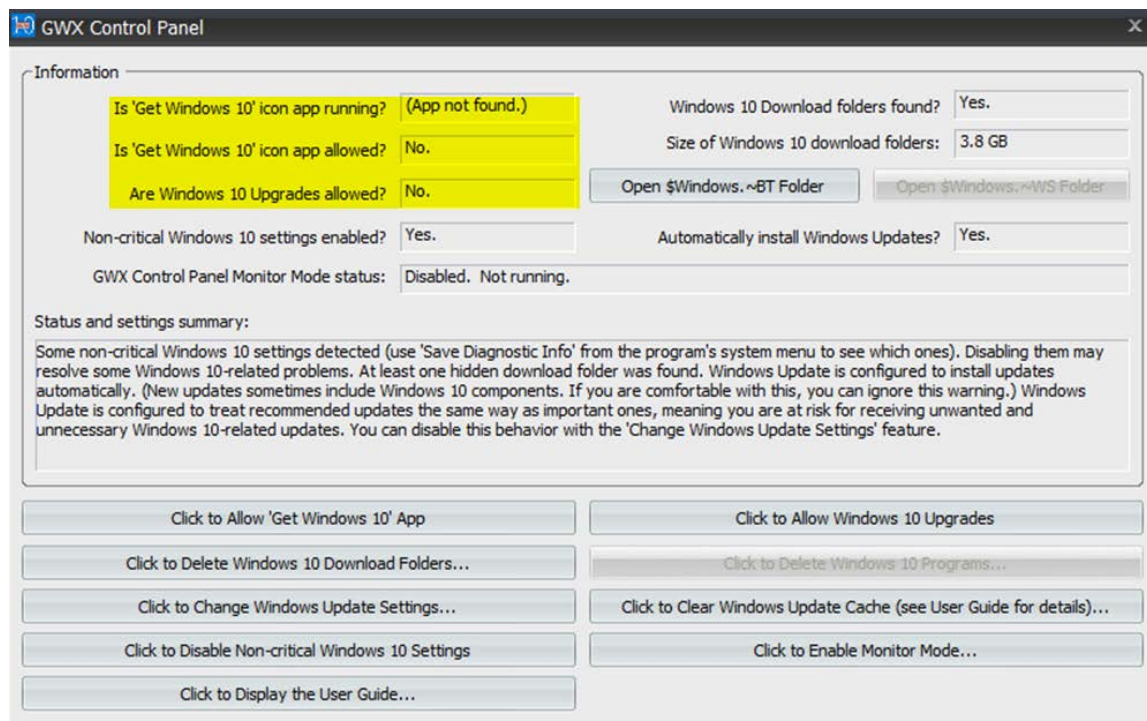 GWX Control Panel
x
Information
Is 'Get Windows 10' icon app running? (App not found.)
Windows 10 Download folders found? Yes.
Is 'Get Windows 10' icon app allowed? No.
Size of Windows 10 download folders: 3.8 GB
Are Windows 10 Upgrades allowed? No.
Open $Windows.~BT Folder
Open $Windows.~WS Folder
Non-critical Windows 10 settings enabled? Yes.
Automatically install Windows Updates? Yes.
GWX Control Panel Monitor Mode status: Disabled. Not running.
Status and settings summary:
Some non-critical Windows 10 settings detected (use 'Save Diagnostic Info' from the program's system menu to see which ones). Disabling them may
resolve some Windows 10-related problems. At least one hidden download folder was found. Windows Update is configured to install updates
automatically. (New updates sometimes include Windows 10 components. If you are comfortable with this, you can ignore this warning.) Windows
Update is configured to treat recommended updates the same way as important ones, meaning you are at risk for receiving unwanted and
unnecessary Windows 10-related updates. You can disable this behavior with the 'Change Windows Update Settings' feature.
Click to Allow 'Get Windows 10' App
Click to Allow Windows 10 Upgrades
Click to Delete Windows 10 Download Folders...
Click to Delete Windows 10 Programs...
Click to Change Windows Update Settings...
Click to Clear Windows Update Cache (see User Guide for details)...
Click to Disable Non-critical Windows 10 Settings
Click to Enable Monitor Mode...
Click to Display the User Guide...